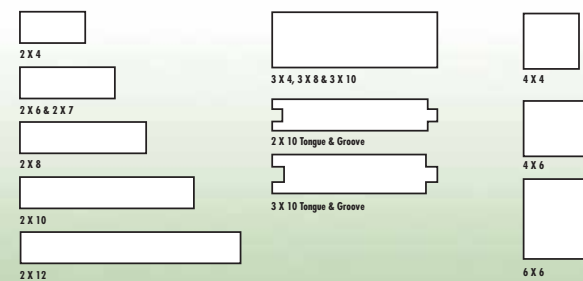 2 X 4
2 X 6 & 2 X 7
2 X 8
2 X 10
2 X 12
3 X 4, 3 X 8 & 3 X 10
2 X 10 Tongue & Groove
3 X 10 Tongue & Groove
4 X 4
4 X 6
6 X 6